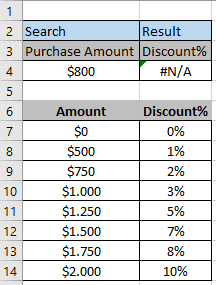 1
2 Search Result
3 Purchase Amount Discount%
4 $800 #N/A
5
6 Amount Discount%
7 $0 0%
8 $500 1%
9 $750 2%
10 $1.000 3%
11 $1.250 5%
12 $1.500 7%
13 $1.750 8%
14 $2.000 10%